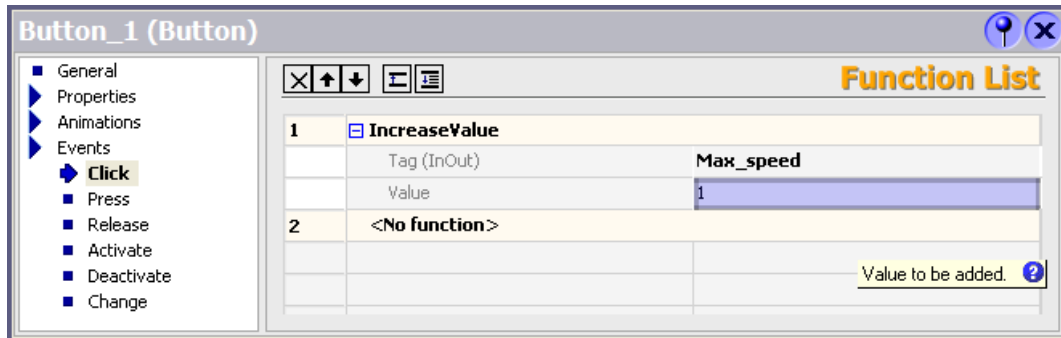 Button_1 (Button)
General
Properties
Animations
Events
Click
Press
Release
Activate
Deactivate
Change
Function List
1 IncreaseValue
Tag (InOut) Max_speed
Value 1
2 <No function>
Value to be added.